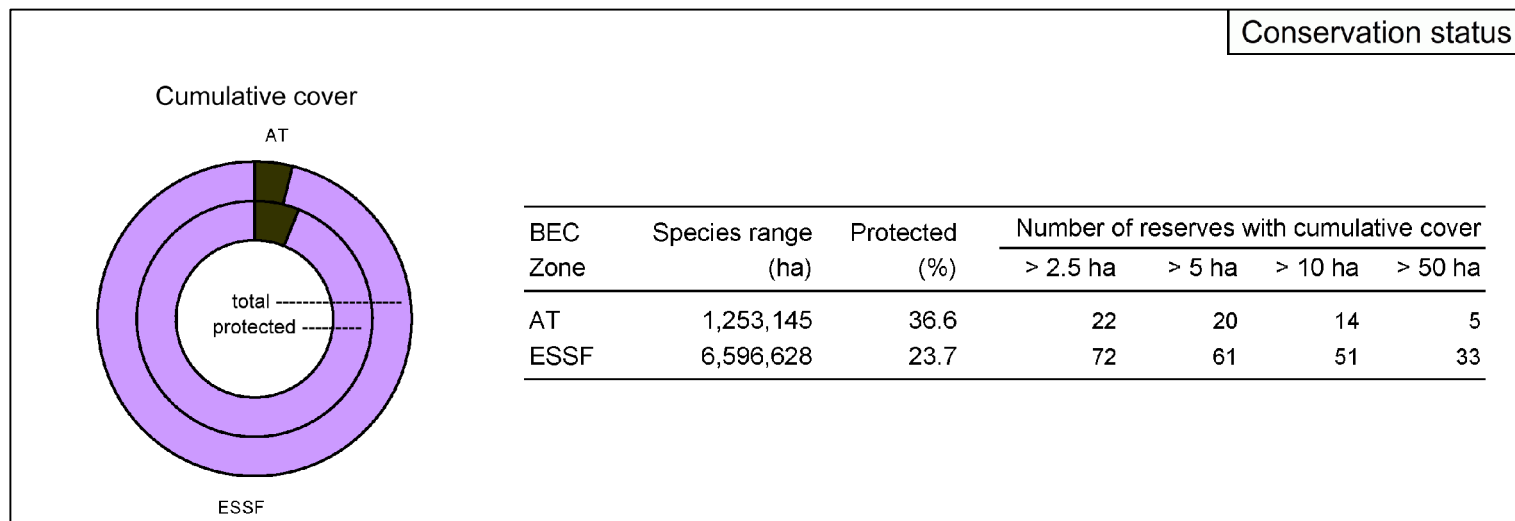 Conservation status
Cumulative cover
AT
total
protected
ESSF
BEC Species range Protected Number of reserves with cumulative cover
Zone (ha) (%) > 2.5 ha > 5 ha > 10 ha > 50 ha
AT 1,253,145 36.6 22 20 14 5
ESSF 6,596,628 23.7 72 61 51 33